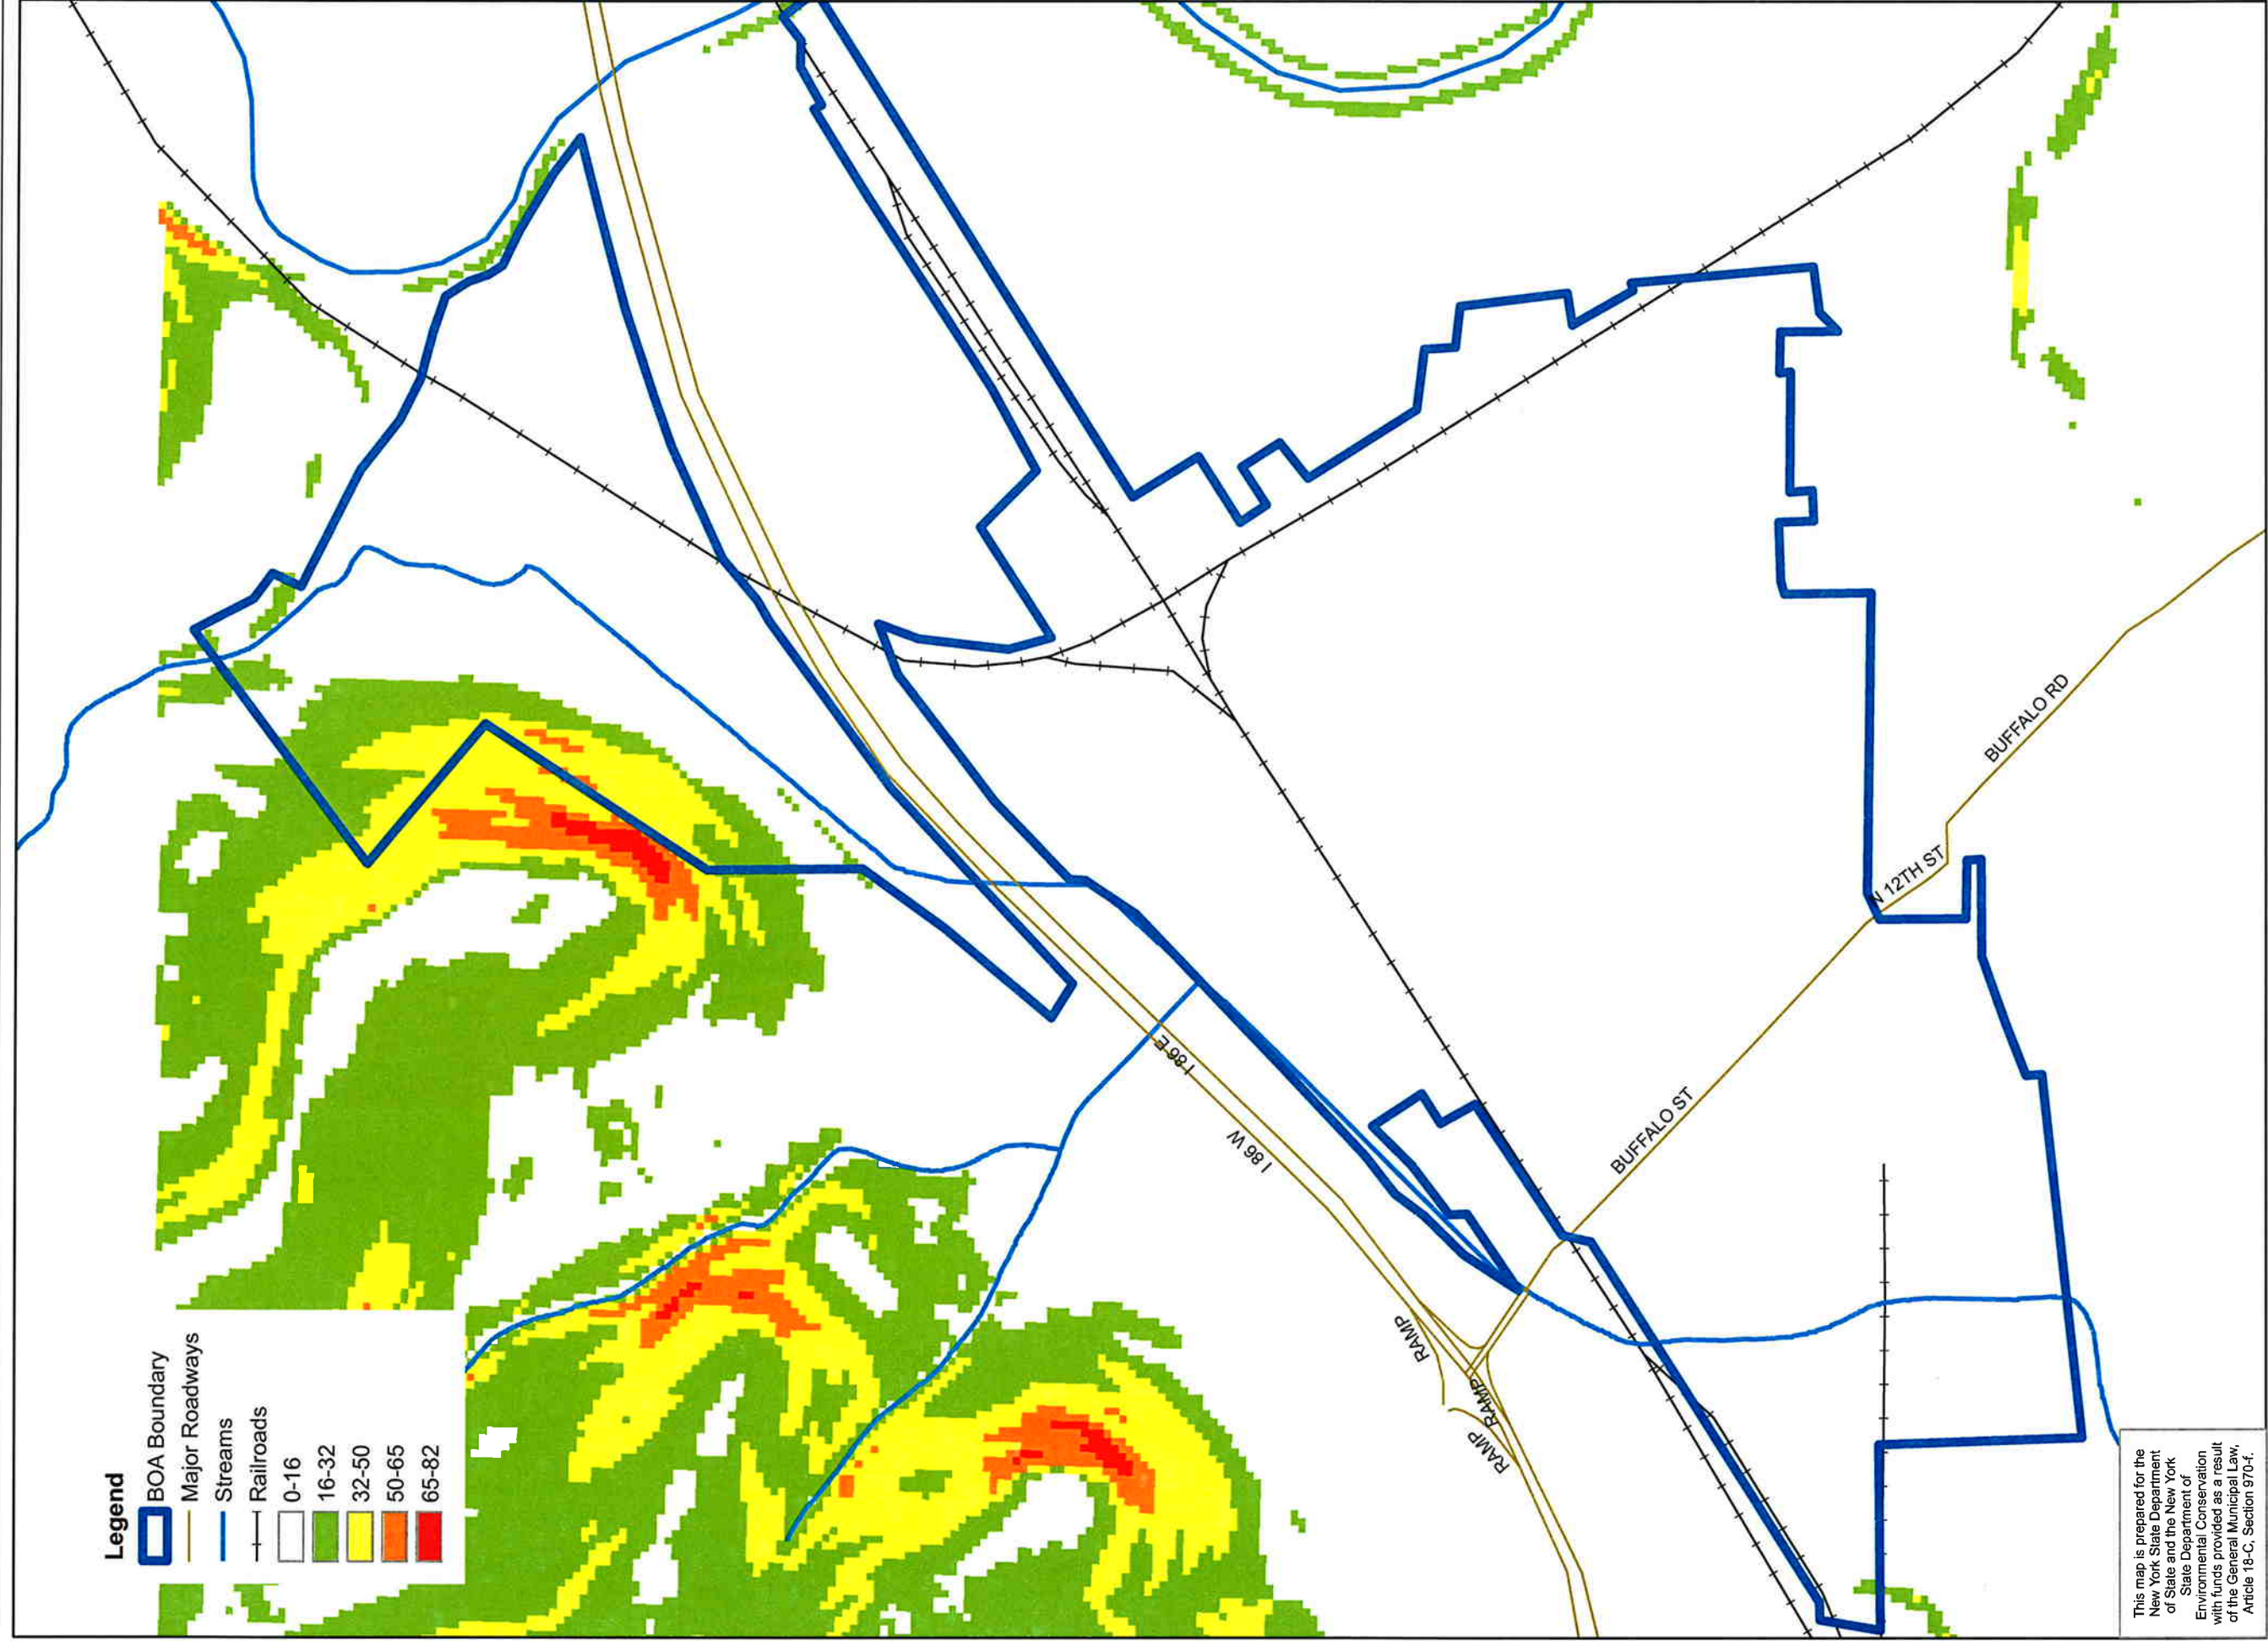 Legend
BOA Boundary
Major Roadways
Streams
Railroads
0-16
16-32
32-50
50-65
65-82
I 86 E
I 86 W
RAMP
RAMP
RAMP
BUFFALO ST
N 12TH ST
BUFFALO RD
This map is prepared for the
New York State Department
of State and the New York
State Department of
Environmental Conservation
with funds provided as a result
of the General Municipal Law,
Article 18-C, Section 970-f.